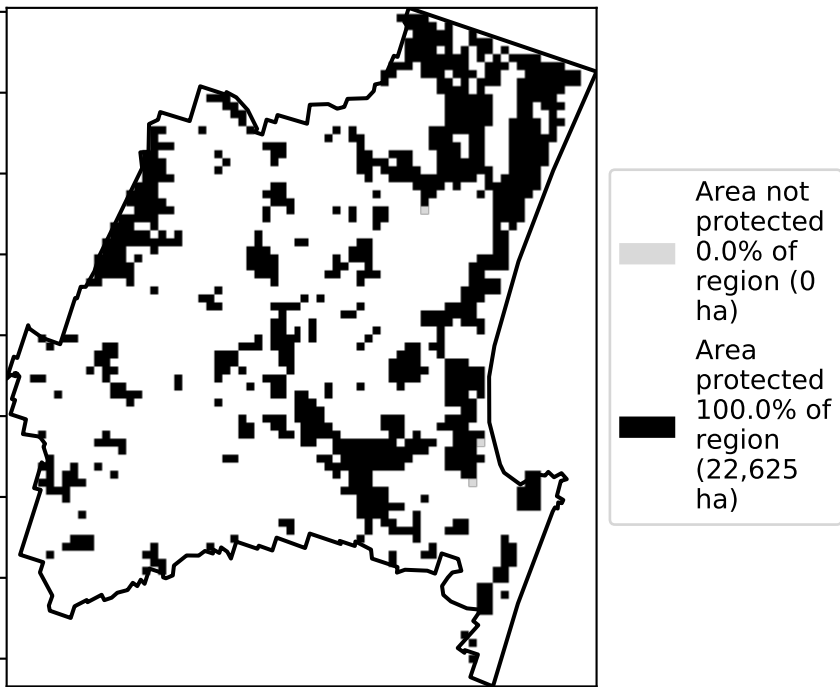 Area not
protected
0.0% of
region (0
ha)
Area
protected
100.0% of
region
(22,625
ha)